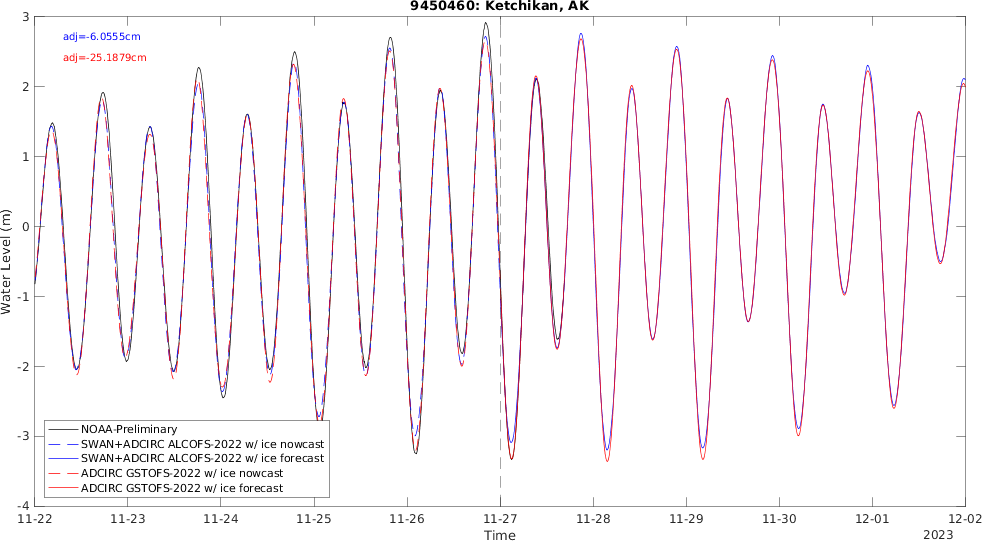 9450460: Ketchikan, AK
adj=-6.0555cm
adj=-25.1879cm
Water Level (m)
3
2
1
0
-1
-2
-3
-4
NOAA-Preliminary
SWAN+ADCIRC ALCOFS-2022 w/ ice nowcast
SWAN+ADCIRC ALCOFS-2022 w/ ice forecast
ADCIRC GSTOFS-2022 w/ ice nowcast
ADCIRC GSTOFS-2022 w/ ice forecast
11-22 11-23 11-24 11-25 11-26 11-27 11-28 11-29 11-30 12-01 12-02
Time
2023